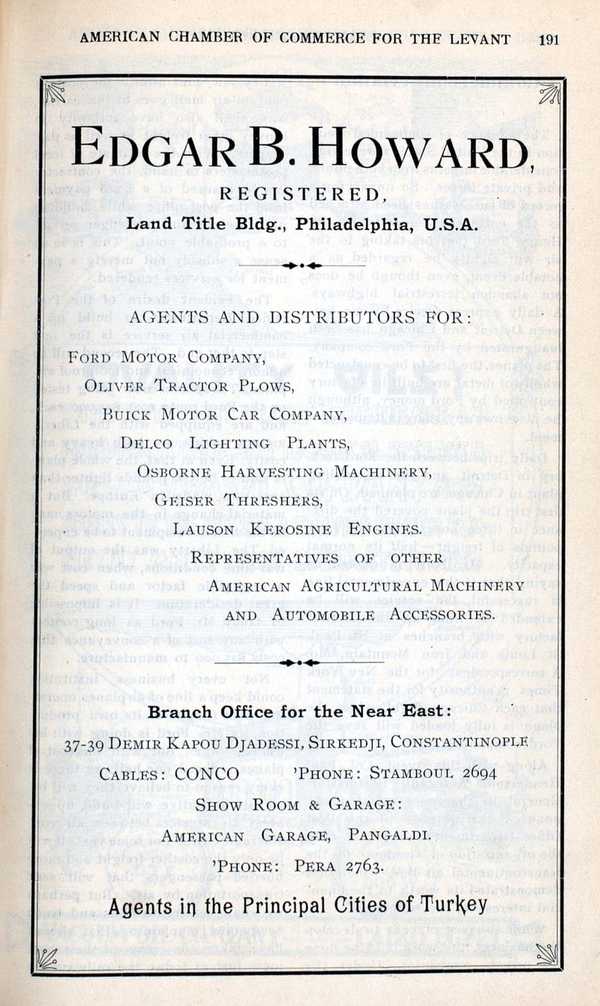 AMERICAN CHAMBER OF COMMERCE FOR THE LEVANT 191
EDGAR B. HOWARD,
REGISTERED,
Land Title Bldg., Philadelphia, U.S.A.
AGENTS AND DISTRIBUTORS FOR:
FORD MOTOR COMPANY,
OLIVER TRACTOR PLOWS,
BUICK MOTOR CAR COMPANY,
DELCO LIGHTING PLANTS,
OSBORNE HARVESTING MACHINERY,
GEISER THRESHERS,
LAUSON KEROSINE ENGINES.
REPRESENTATIVES OF OTHER
AMERICAN AGRICULTURAL MACHINERY
AND AUTOMOBILE ACCESSORIES.
Branch Office for the Near East:
37-39 DEMIR KAPOU DJADESSI, SIRKEDJI, CONSTANTINOPLE
CABLES: CONCO 'PHONE: STAMBOUL 2694
SHOW ROOM & GARAGE:
AMERICAN GARAGE, PANGALDI.
'PHONE: PERA 2763.
Agents in the Principal Cities of Turkey